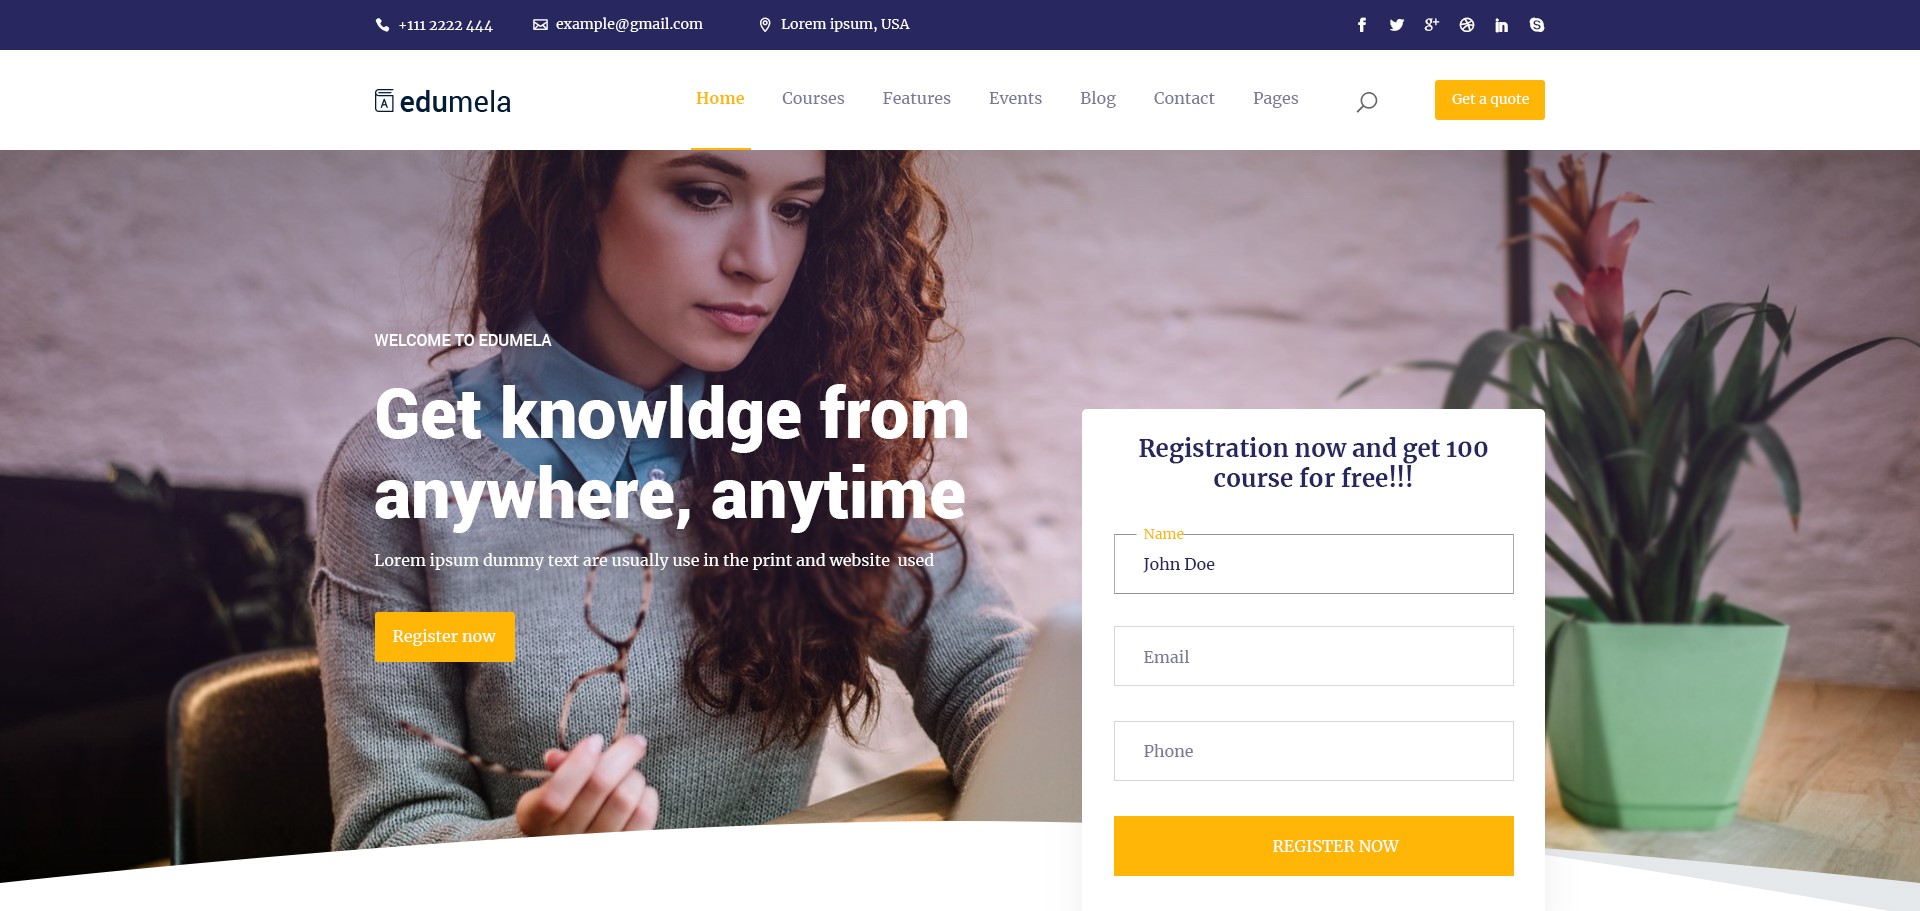 +111 2222 444
example@gmail.com
Lorem ipsum, USA
edumela
Home
Courses
Features
Events
Blog
Contact
Pages
Get a quote
WELCOME TO EDUMELA
Get knowldge from
anywhere, anytime
Lorem ipsum dummy text are usually use in the print and website used
Register now
Registration now and get 100
course for free!!!
Name
John Doe
Email
Phone
REGISTER NOW